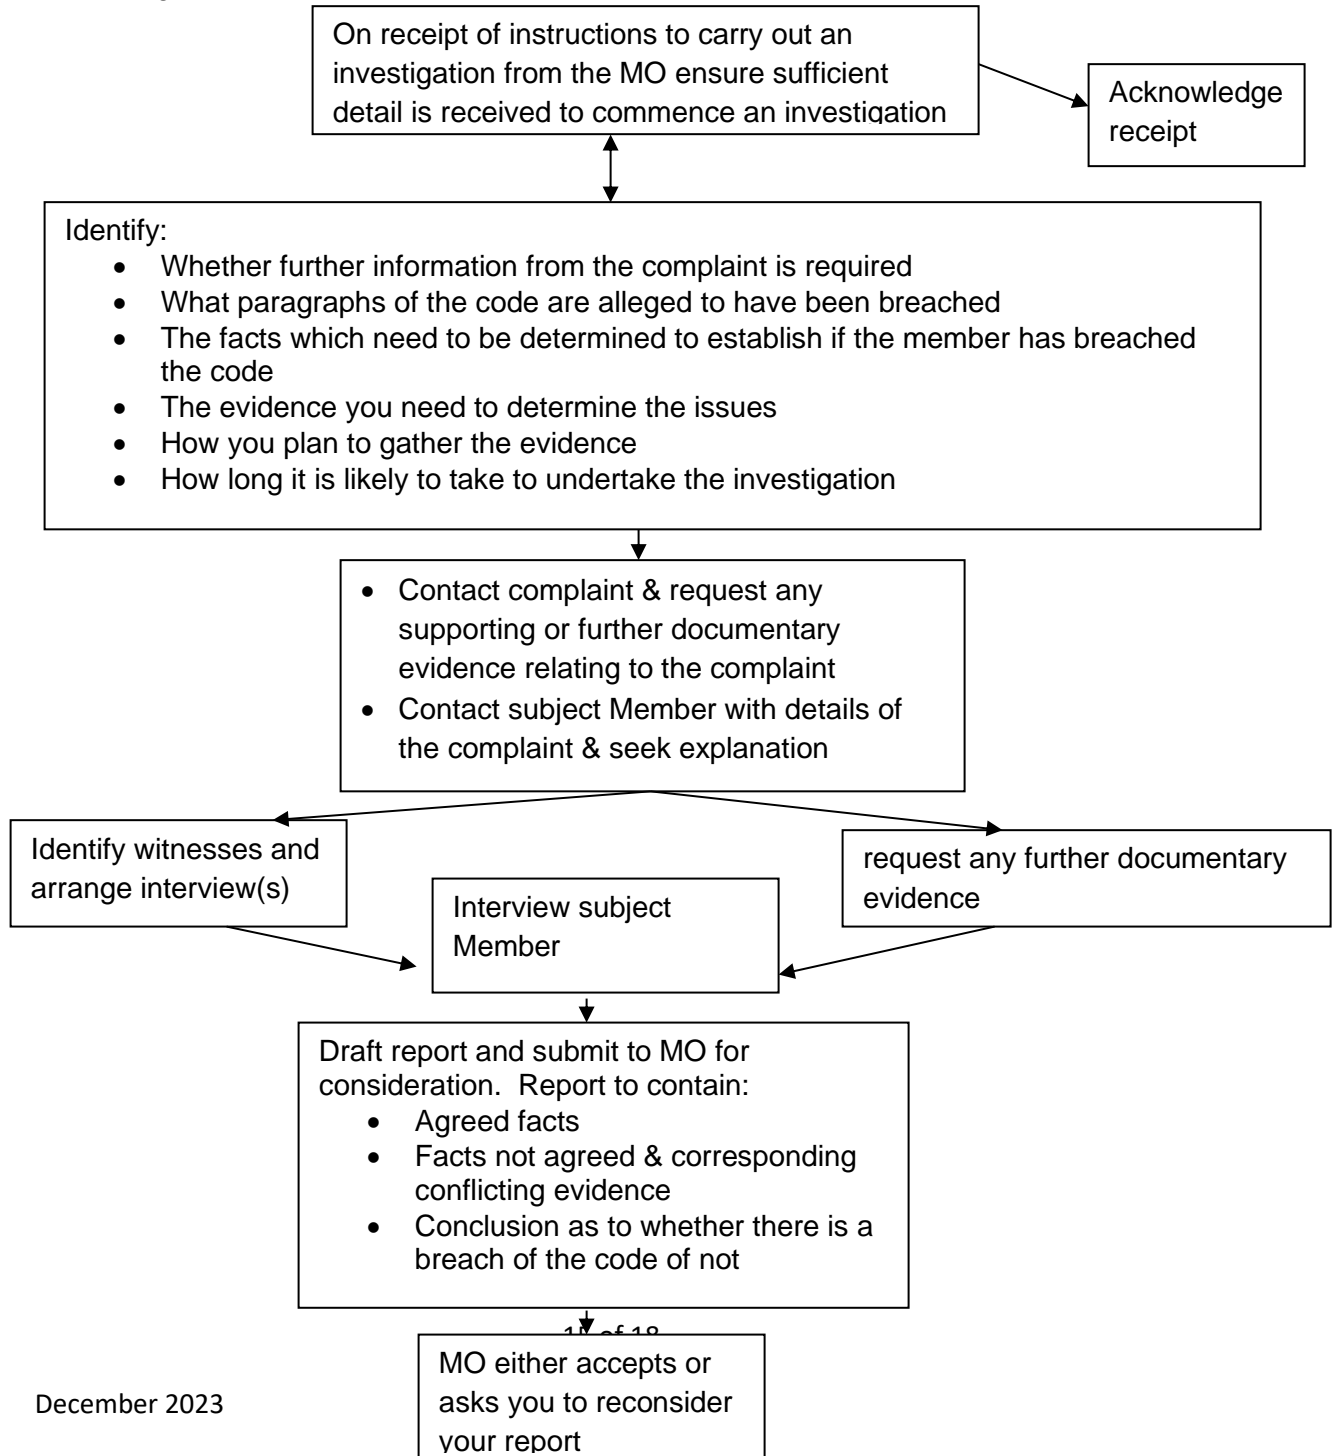 On receipt of instructions to carry out an
investigation from the MO ensure sufficient
detail is received to commence an investigation
Acknowledge
receipt
Identify:
• Whether further information from the complaint is required
• What paragraphs of the code are alleged to have been breached
• The facts which need to be determined to establish if the member has breached
the code
• The evidence you need to determine the issues
• How you plan to gather the evidence
• How long it is likely to take to undertake the investigation
• Contact complaint & request any
supporting or further documentary
evidence relating to the complaint
• Contact subject Member with details of
the complaint & seek explanation
Identify witnesses and
arrange interview(s)
request any further documentary
evidence
Interview subject
Member
Draft report and submit to MO for
consideration.  Report to contain:
• Agreed facts
• Facts not agreed & corresponding
conflicting evidence
• Conclusion as to whether there is a
breach of the code of not
of 18
MO either accepts or
asks you to reconsider
your report
December 2023